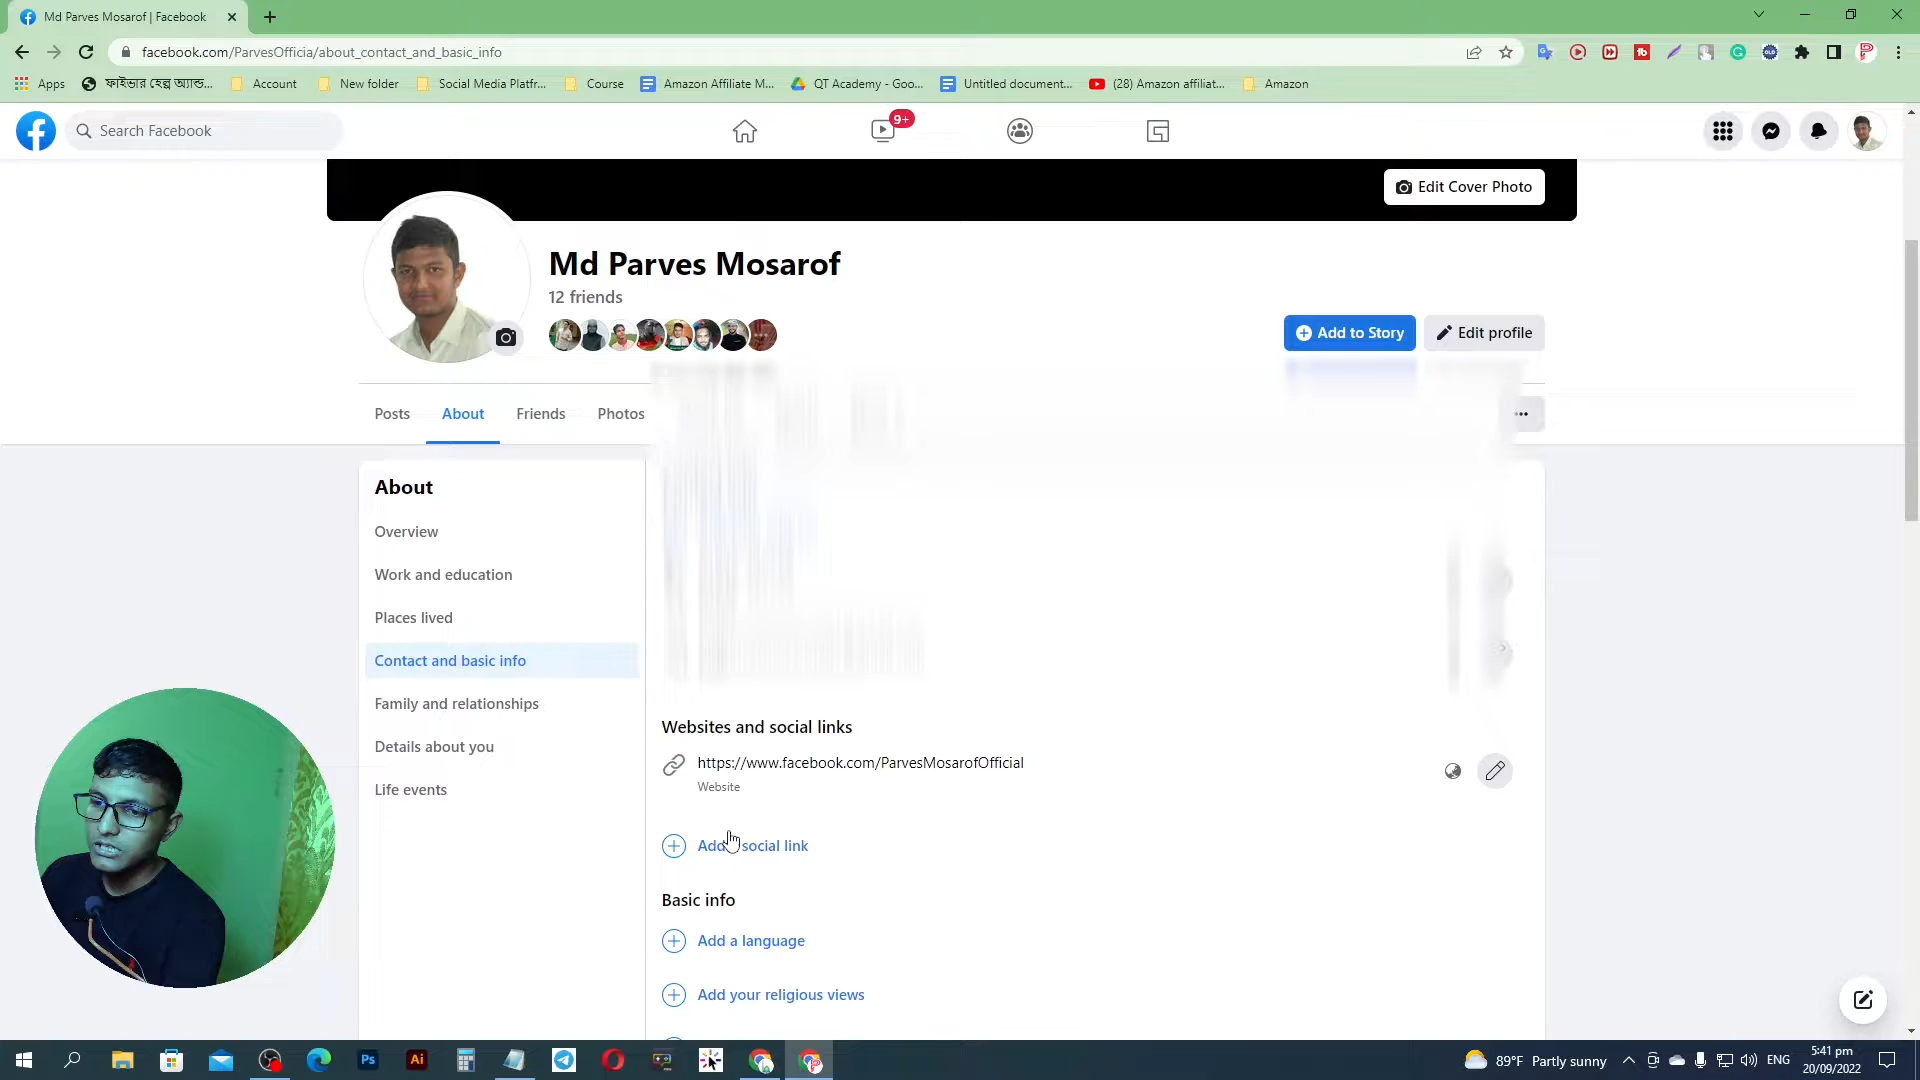 Md Parves Mosarof | Facebook
facebook.com/ParvesOfficia/about_contact_and_basic_info
Apps
ফাইভার হেল্প অ্যান্ড...
Account
New folder
Social Media Platfr...
Course
Amazon Affiliate M...
QT Academy - Goo...
Untitled document...
(28) Amazon affiliat...
Amazon
Search Facebook
9+
Edit Cover Photo
Md Parves Mosarof
12 friends
Add to Story
Edit profile
Posts
About
Friends
Photos
About
Overview
Work and education
Places lived
Contact and basic info
Family and relationships
Details about you
Life events
Websites and social links
https://www.facebook.com/ParvesMosarofOfficial
Website
Add social link
Basic info
Add a language
Add your religious views
Ps
Ai
89°F Partly sunny
ENG
5:41 pm
20/09/2022